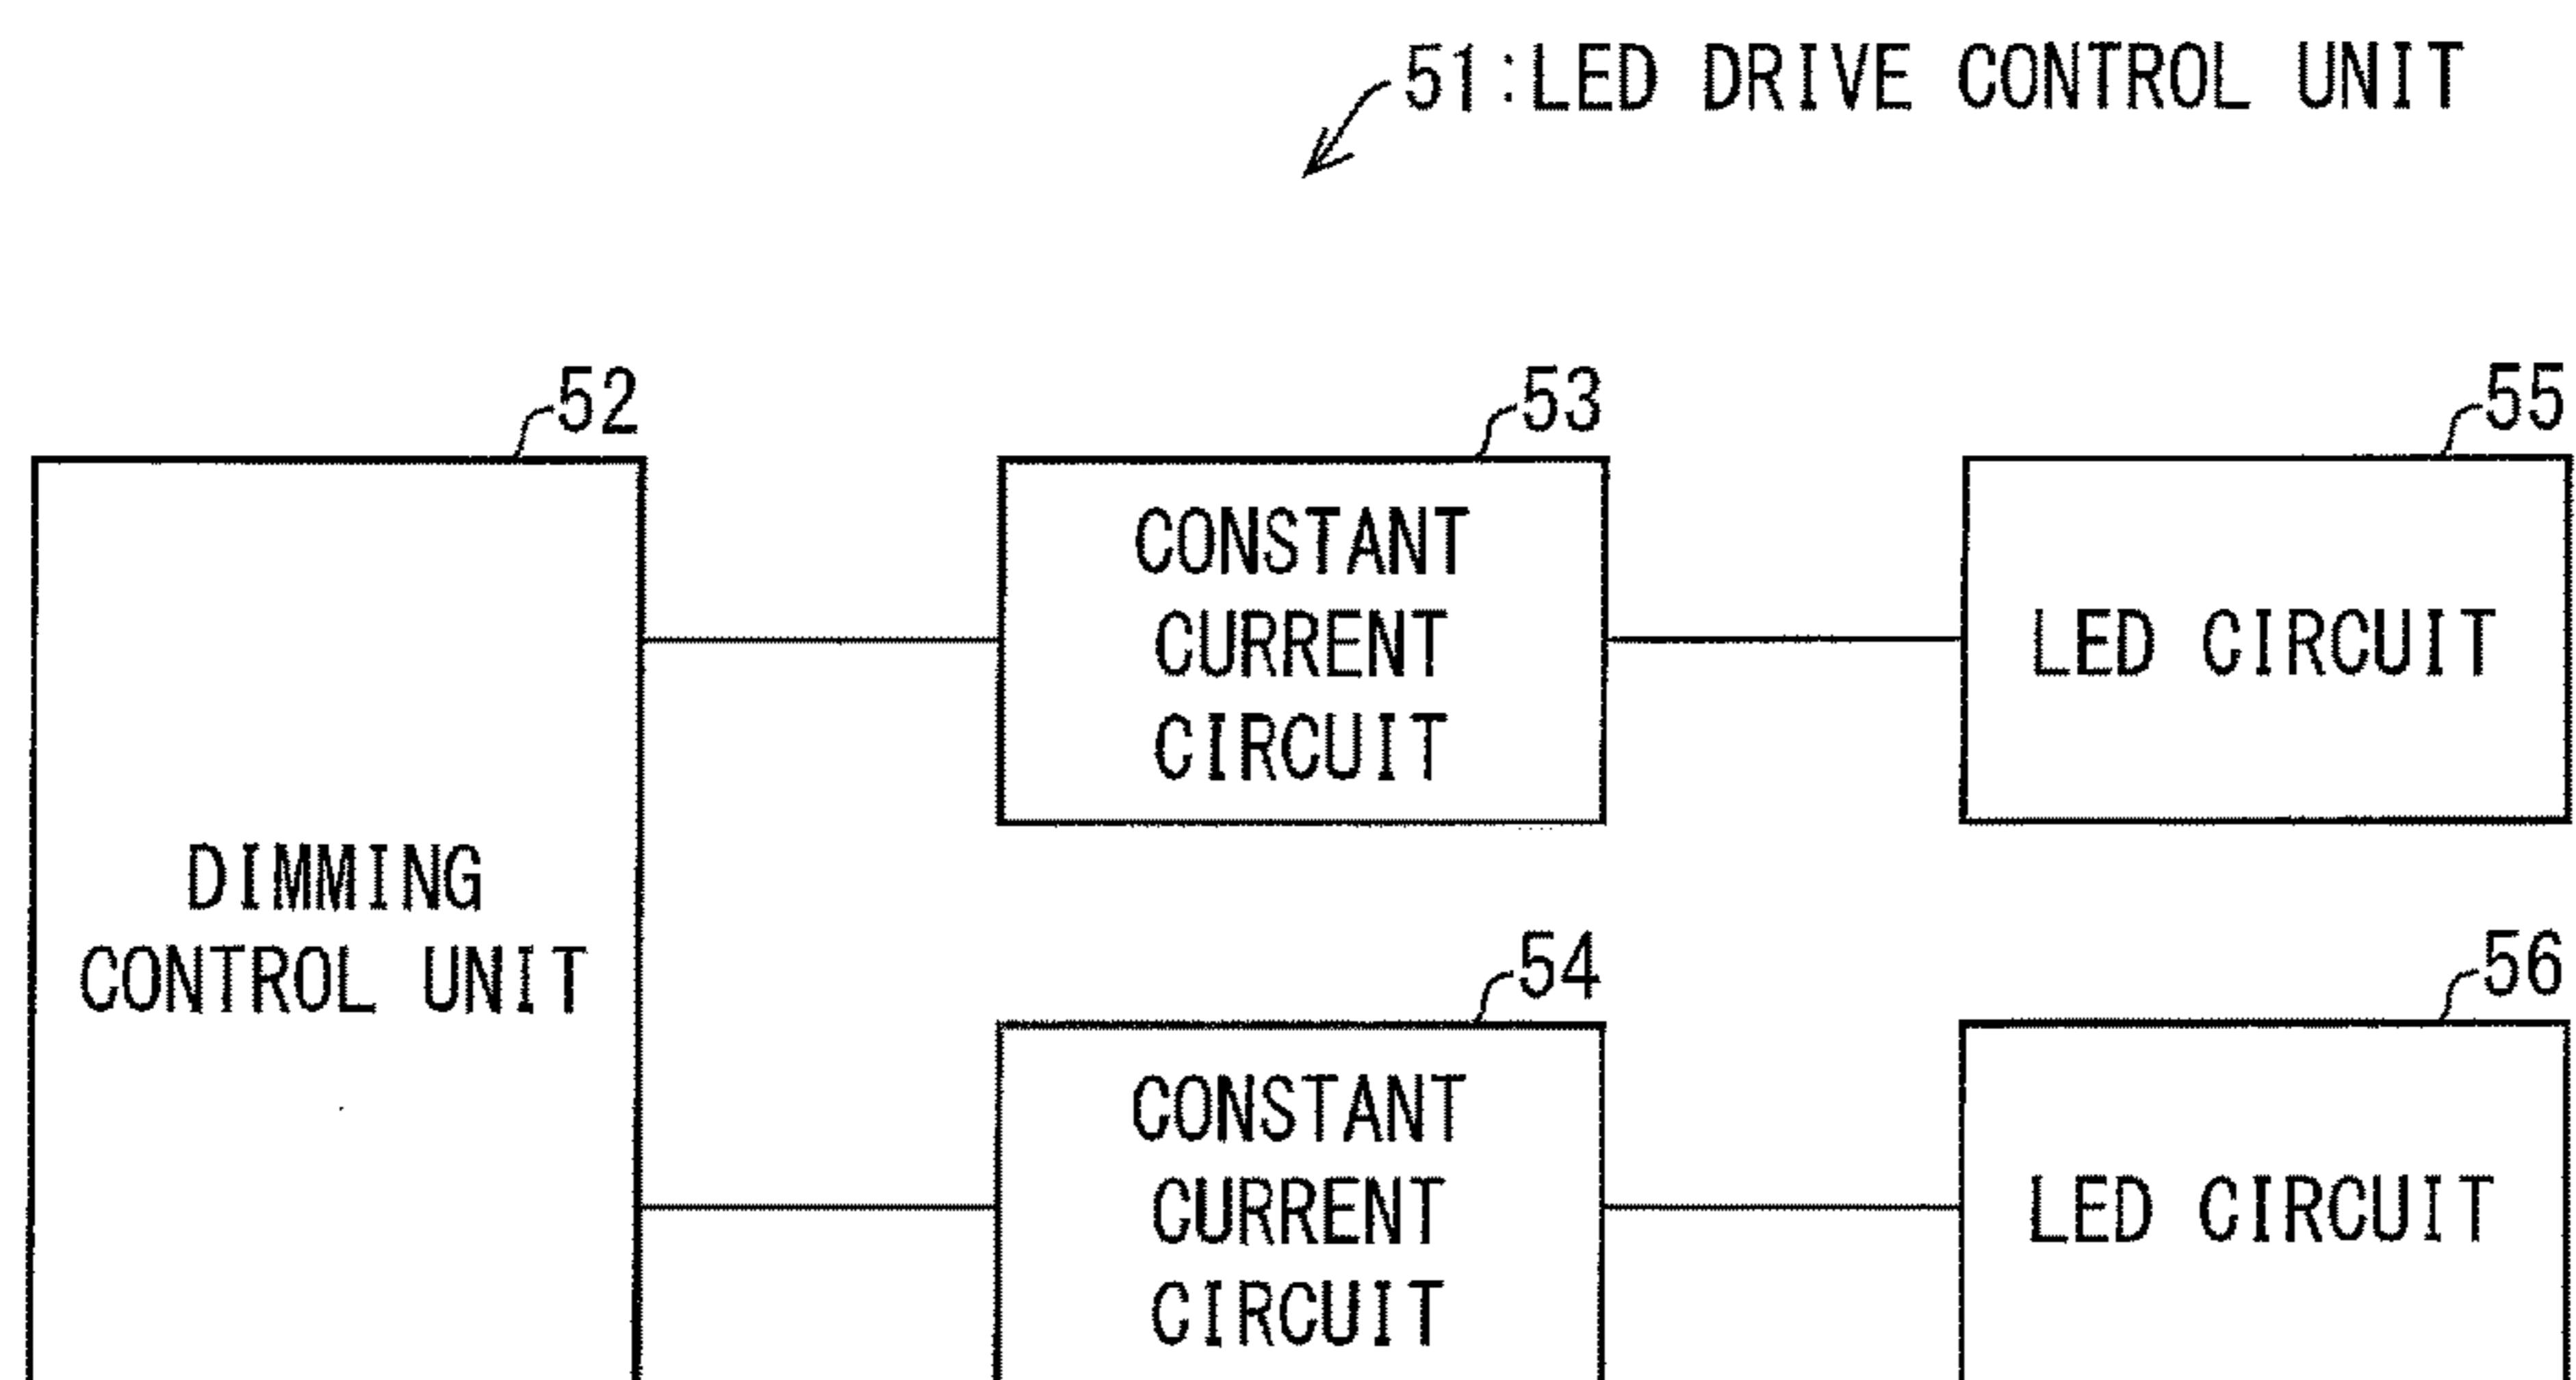 51:LED DRIVE CONTROL UNIT
52
53
55
CONSTANT
CURRENT
CIRCUIT
LED CIRCUIT
DIMMING
CONTROL UNIT
54
56
CONSTANT
CURRENT
CIRCUIT
LED CIRCUIT